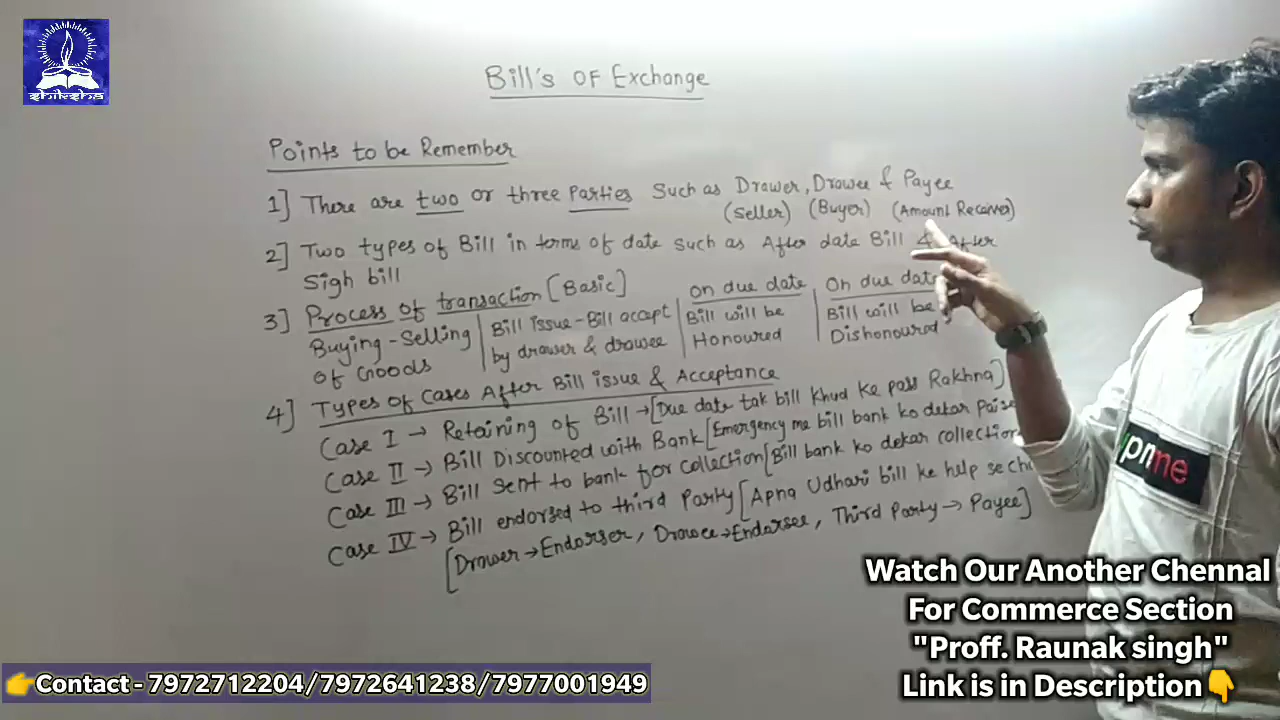 Shiksha
Bill's OF Exchange
Points to be Remember
1] There are two or three Parties Such as Drawer, Drawee & Payee
(Seller) (Buyer) (Amount Receiver)
2] Two types of Bill in terms of date such as After date Bill & After
Sigh bill
3] Process of transaction [Basic]
Buying-Selling of Goods
Bill issue-Bill accept by drawer & drawee
on due date Bill will be Honoured
On due date Bill will be Dishonoured
4] Types of Cases After Bill issue & Acceptance
Case I → Retaining of Bill → [Due date tak bill khud ke pass Rakhna]
Case II → Bill Discounted with Bank [Emergency me bill bank ko dekar paise
Case III → Bill Sent to bank for collection [Bill bank ko dekar collection
Case IV → Bill endorsed to third Party [Apna Udhari bill ke help se
[Drawer → Endorser, Drawee → Endorsee, Third Party → Payee]
ypnne
Watch Our Another Chennal
For Commerce Section
"Proff. Raunak singh"
Link is in Description👇
👉Contact - 7972712204/7972641238/7977001949